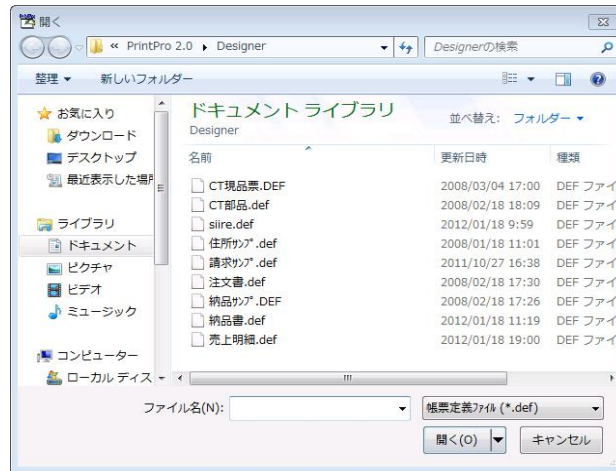 開く
« PrintPro 2.0 ▸ Designer
Designerの検索
整理 ▼ 新しいフォルダー
お気に入り
ダウンロード
デスクトップ
最近表示した場所
ライブラリ
ドキュメント
ピクチャ
ビデオ
ミュージック
コンピューター
ローカル ディス
ドキュメント ライブラリ
Designer
並べ替え: フォルダー ▼
名前 更新日時 種類
CT現品票.DEF 2008/03/04 17:00 DEF ファイ
CT部品.def 2008/02/18 18:09 DEF ファイ
siire.def 2012/01/18 9:59 DEF ファイ
住所ｻﾝﾌﾟ.def 2008/01/18 11:01 DEF ファイ
請求ｻﾝﾌﾟ.def 2011/10/27 16:38 DEF ファイ
注文書.def 2008/02/18 17:30 DEF ファイ
納品ｻﾝﾌﾟ.DEF 2008/02/18 17:26 DEF ファイ
納品書.def 2012/01/18 11:19 DEF ファイ
売上明細.def 2012/01/18 19:00 DEF ファイ
ファイル名(N):
帳票定義ﾌｧｲﾙ (*.def)
開く(O) キャンセル